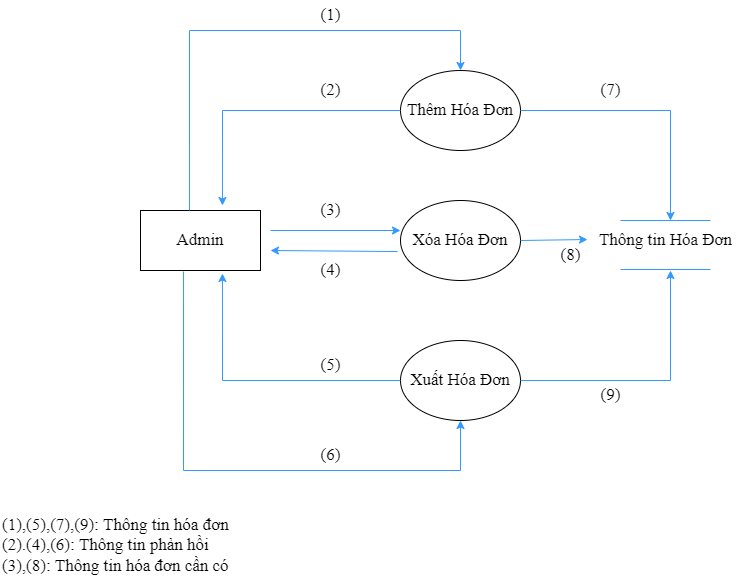 (1)
(2)
Thêm Hóa Đơn
(7)
(3)
Admin
Xóa Hóa Đơn
Thông tin Hóa Đơn
(4)
(8)
(5)
Xuất Hóa Đơn
(9)
(6)
(1),(5),(7),(9): Thông tin hóa đơn
(2).(4),(6): Thông tin phản hồi
(3),(8): Thông tin hóa đơn cần có